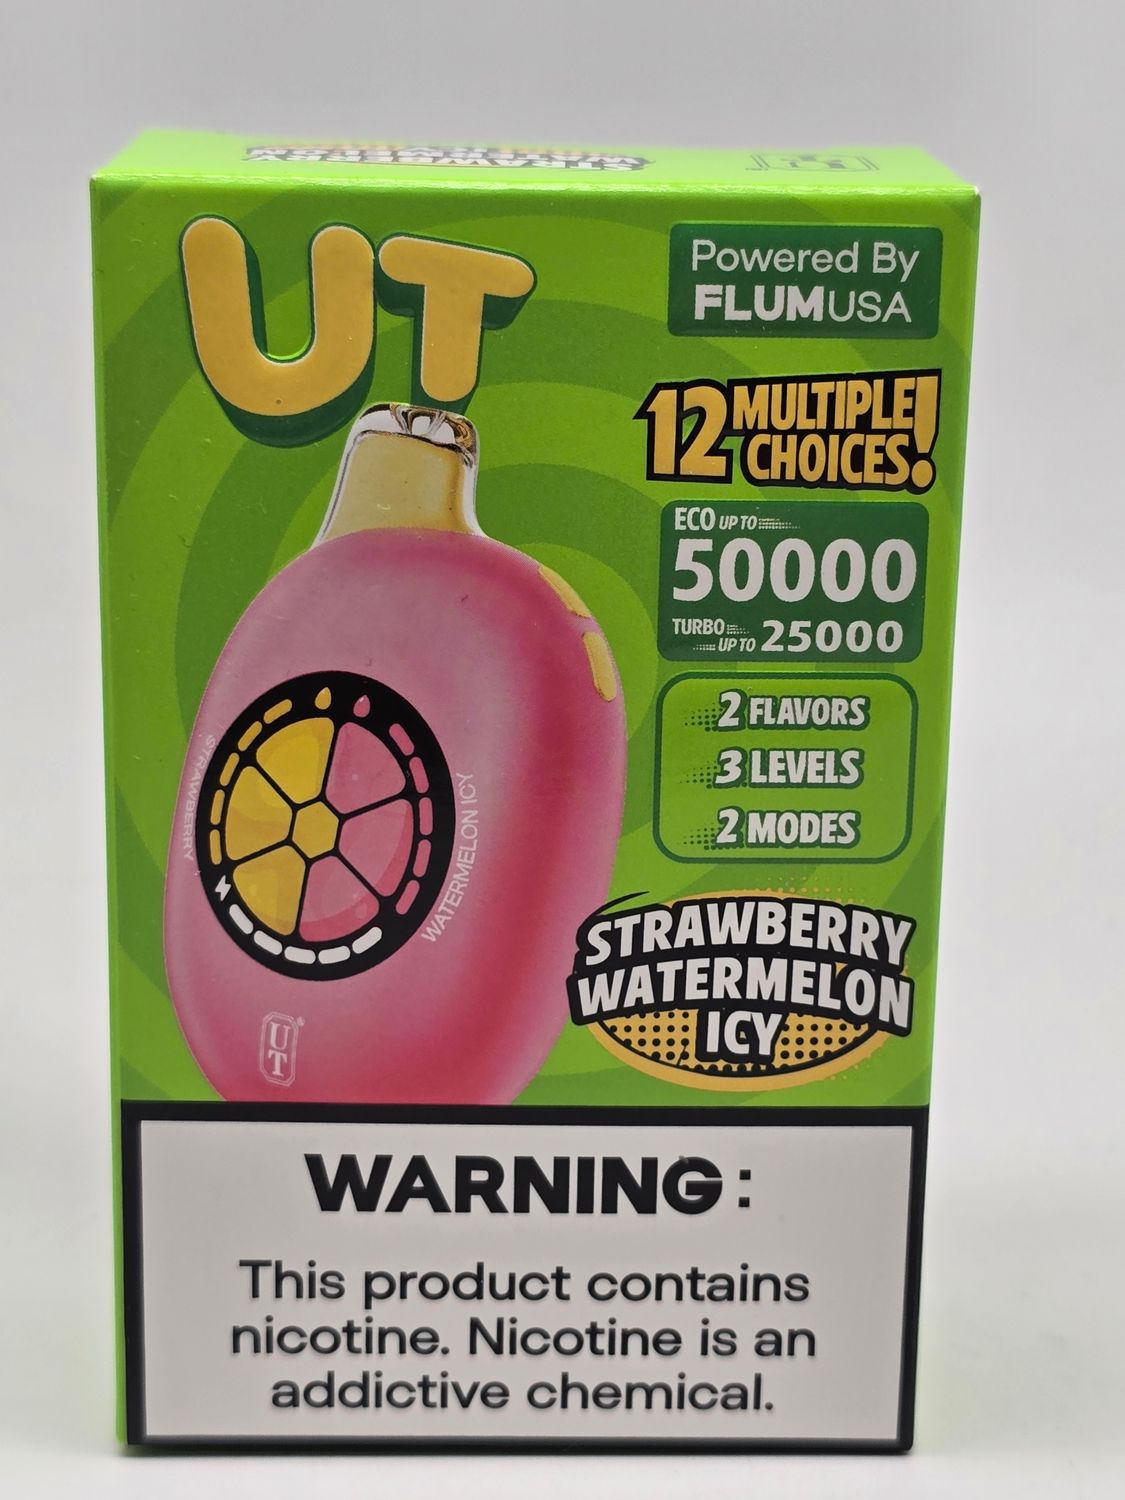 STRAWBERRY
WATERMELON
UT
Powered By
FLUMUSA
12 MULTIPLE
CHOICES!
ECO UP TO
50000
TURBO
UP TO 25000
2 FLAVORS
3 LEVELS
2 MODES
STRAWBERRY
WATERMELON ICY
STRAWBERRY
WATERMELON
ICY
UT®
WARNING:
This product contains
nicotine. Nicotine is an
addictive chemical.